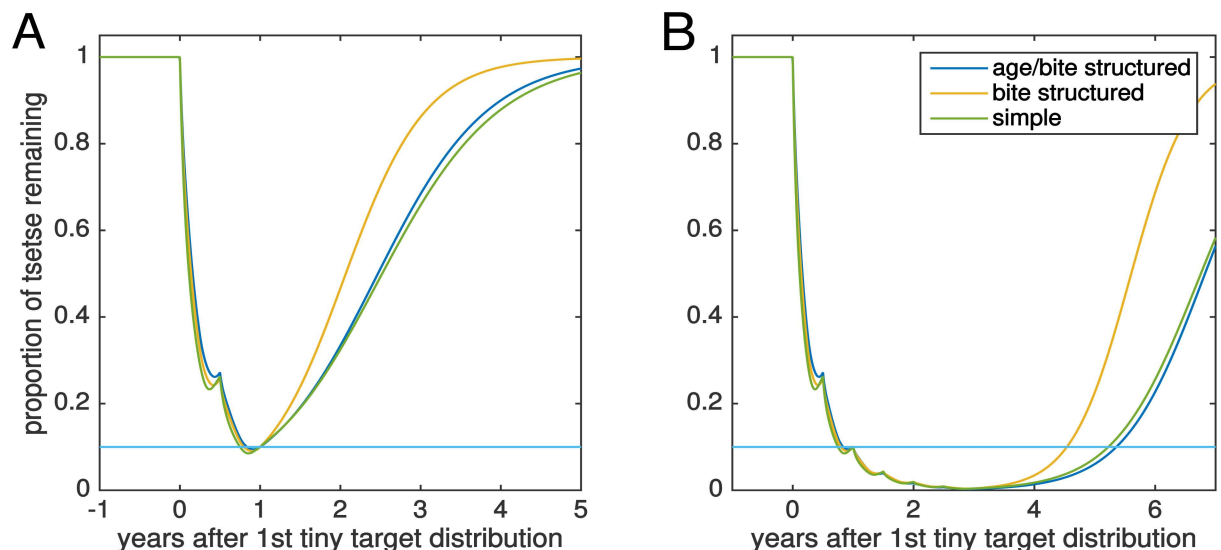 A
B
1
0.8
0.6
0.4
0.2
0
-1
0
1
2
3
4
5
proportion of tsetse remaining
years after 1st tiny target distribution
1
0.8
0.6
0.4
0.2
0
0
2
4
6
years after 1st tiny target distribution
age/bite structured
bite structured
simple